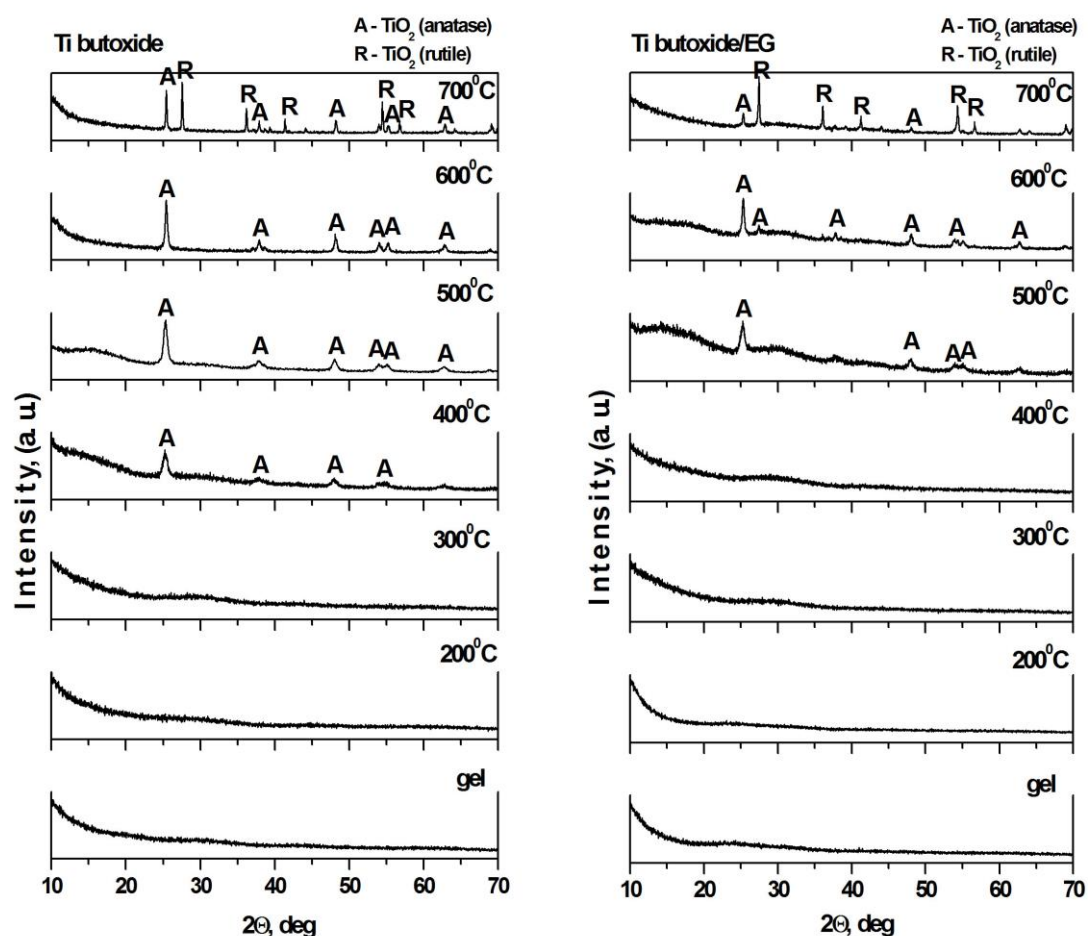 Ti butoxide
A - TiO₂ (anatase)
R - TiO₂ (rutile)
700⁰C
A R R A R A R A R A
600⁰C
A A A A A A
500⁰C
A A A A A A
400⁰C
A A A A
300⁰C
200⁰C
gel
Intensity, (a. u.)
10 20 30 40 50 60 70
2Θ, deg
Ti butoxide/EG
A - TiO₂ (anatase)
R - TiO₂ (rutile)
700⁰C
A R R R A R R
600⁰C
A A A A A A
500⁰C
A A A A
400⁰C
300⁰C
200⁰C
gel
Intensity, (a. u)
10 20 30 40 50 60 70
2Θ, deg